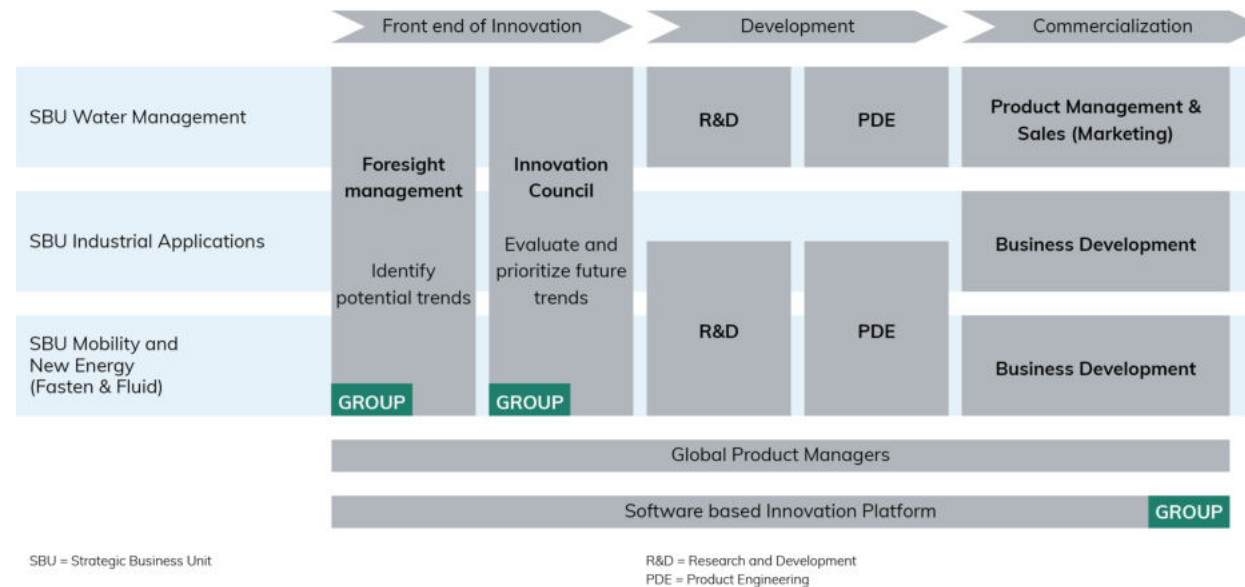 Front end of Innovation
Development
Commercialization
SBU Water Management
R&D
PDE
Product Management &
Sales (Marketing)
Foresight
management
Identify
potential trends
GROUP
Innovation
Council
Evaluate and
prioritize future
trends
GROUP
SBU Industrial Applications
Business Development
SBU Mobility and
New Energy
(Fasten & Fluid)
R&D
PDE
Business Development
Global Product Managers
Software based Innovation Platform
GROUP
SBU = Strategic Business Unit
R&D = Research and Development
PDE = Product Engineering